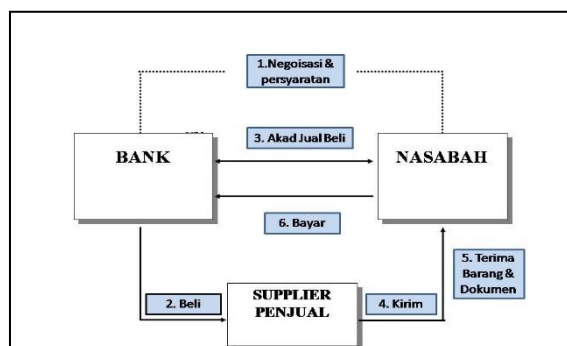 1.Negoisasi &
persyaratan
3. Akad Jual Beli
BANK
NASABAH
6. Bayar
5. Terima
Barang &
Dokumen
2. Beli
SUPPLIER
PENJUAL
4. Kirim